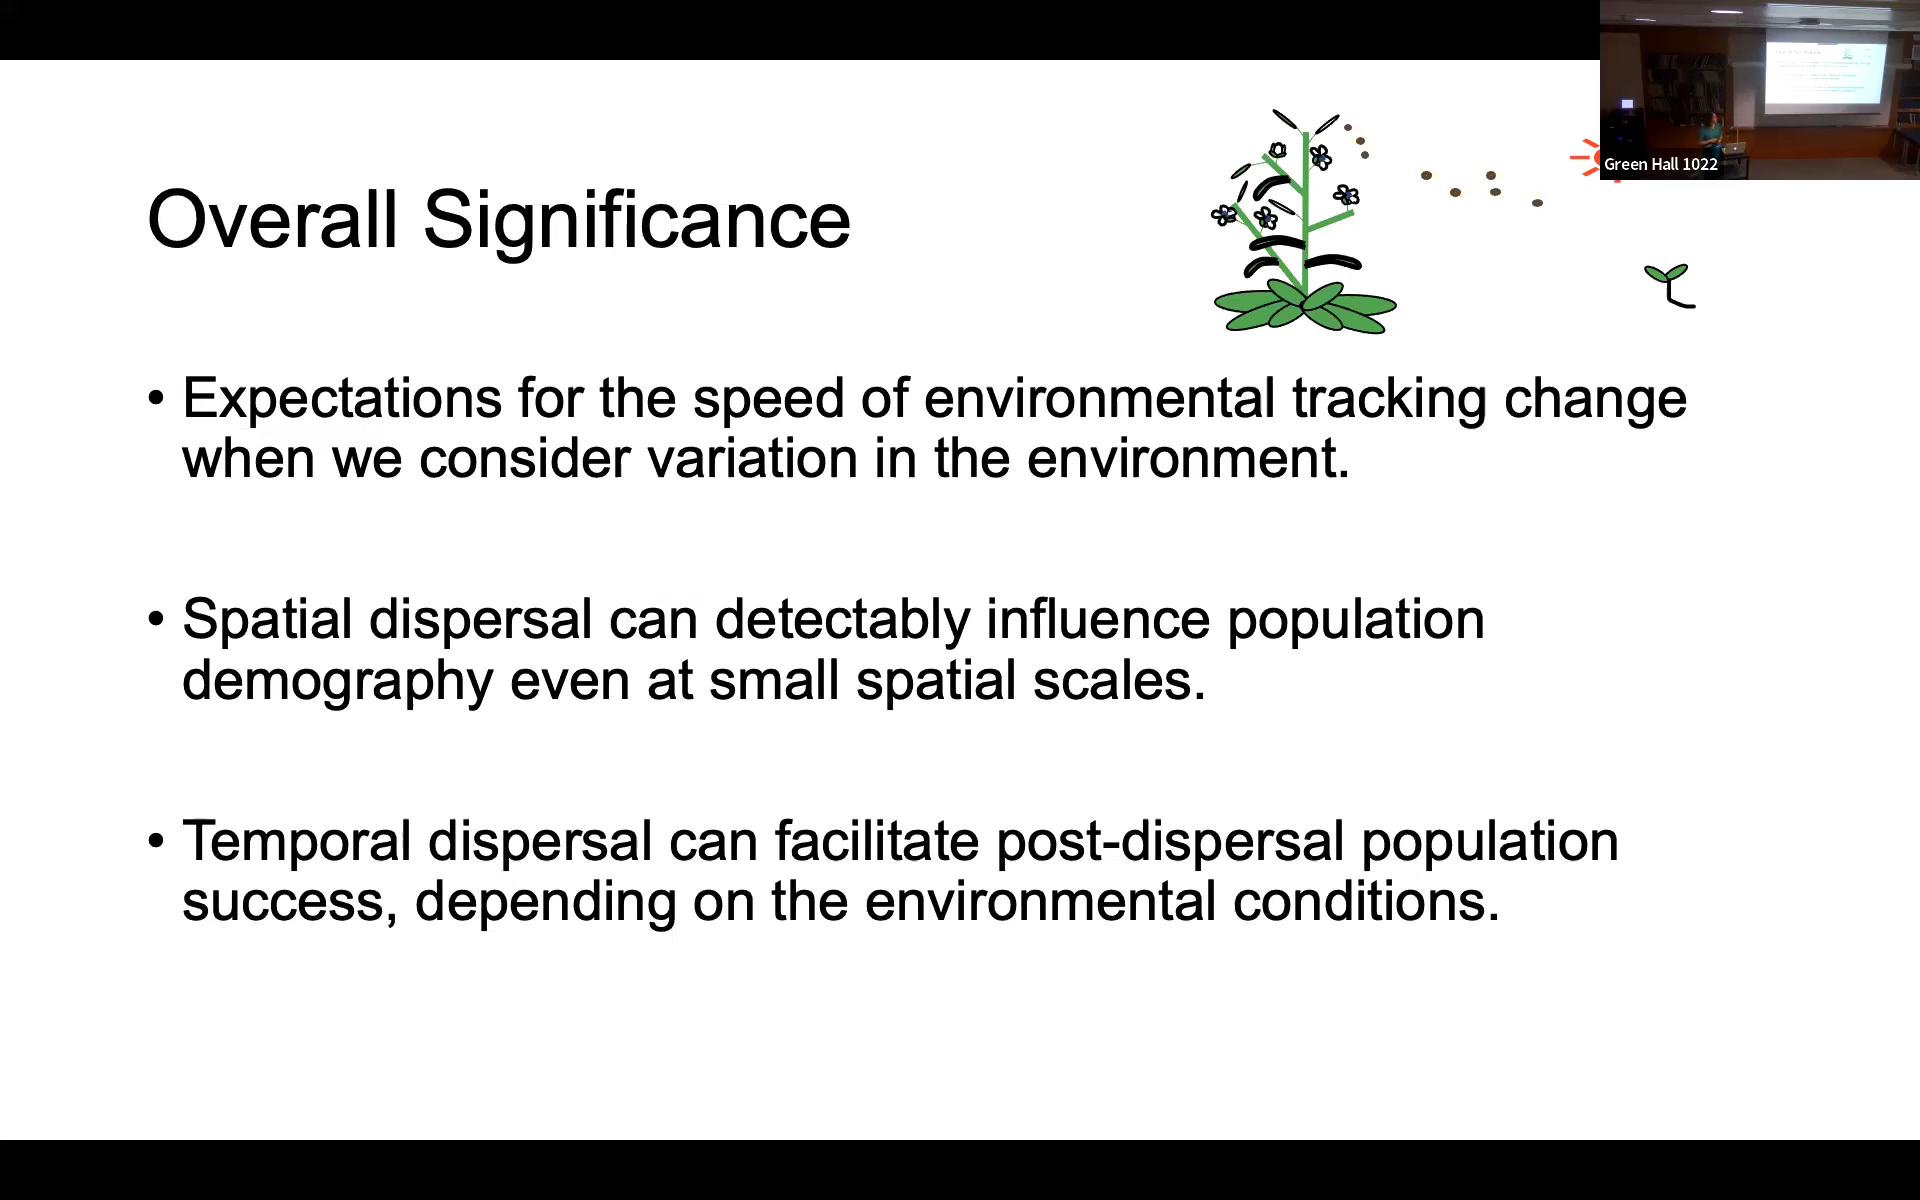 Green Hall 1022
Overall Significance
• Expectations for the speed of environmental tracking change
when we consider variation in the environment.
• Spatial dispersal can detectably influence population
demography even at small spatial scales.
• Temporal dispersal can facilitate post-dispersal population
success, depending on the environmental conditions.